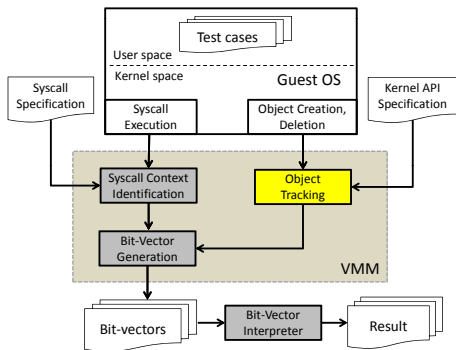 Test cases
User space
Kernel space
Guest OS
Syscall
Specification
Kernel API
Specification
Syscall
Execution
Object Creation,
Deletion
Syscall Context
Identification
Object
Tracking
Bit-Vector
Generation
VMM
Bit-vectors
Bit-Vector
Interpreter
Result